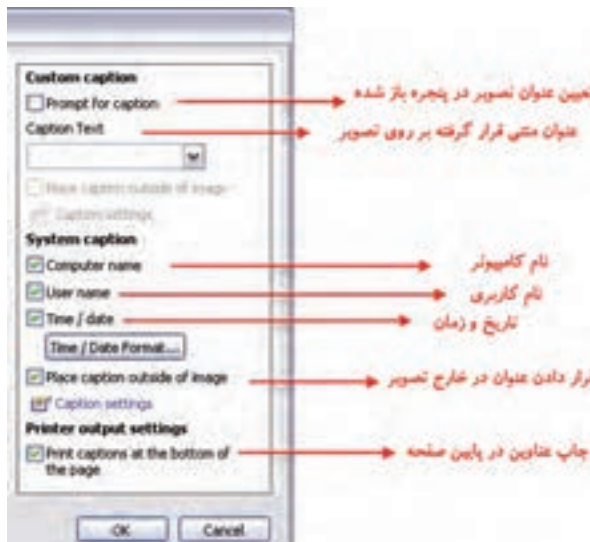 Custom caption
Prompt for caption
تعیین عنوان تصویر در پنجره باز شده
Caption Text
عنوان متنی قرار گرفته بر روی تصویر
Place caption outside of image
Caption settings
System caption
Computer name
نام کامپیوتر
User name
نام کاربری
Time / date
تاریخ و زمان
Time / Date Format...
Place caption outside of image
قرار دادن عنوان در خارج تصویر
Caption settings
Printer output settings
Print captions at the bottom of
the page
چاپ عناوین در پایین صفحه
OK
Cancel